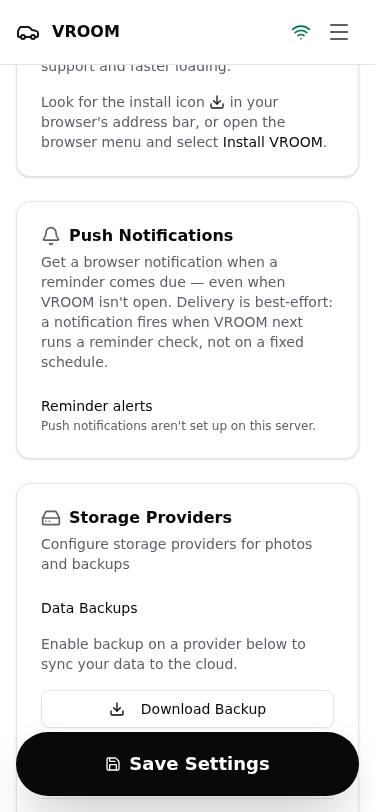 VROOM
support and faster loading.
Look for the install icon in your
browser's address bar, or open the
browser menu and select Install VROOM.
Push Notifications
Get a browser notification when a
reminder comes due — even when
VROOM isn't open. Delivery is best-effort:
a notification fires when VROOM next
runs a reminder check, not on a fixed
schedule.
Reminder alerts
Push notifications aren't set up on this server.
Storage Providers
Configure storage providers for photos
and backups
Data Backups
Enable backup on a provider below to
sync your data to the cloud.
Download Backup
Save Settings